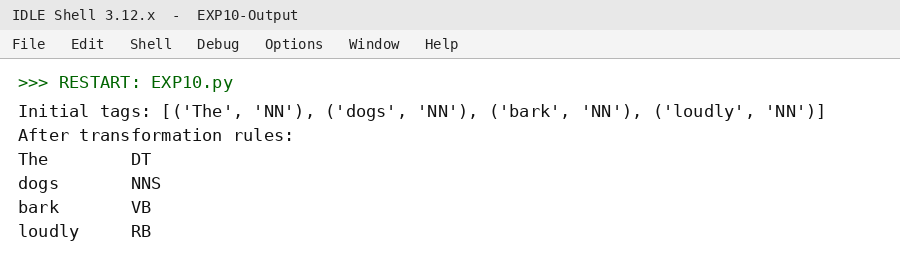 IDLE Shell 3.12.x  -  EXP10-Output
File   Edit   Shell   Debug   Options   Window   Help
>>> RESTART: EXP10.py
Initial tags: [('The', 'NN'), ('dogs', 'NN'), ('bark', 'NN'), ('loudly', 'NN')]
After transformation rules:
The        DT
dogs       NNS
bark       VB
loudly     RB